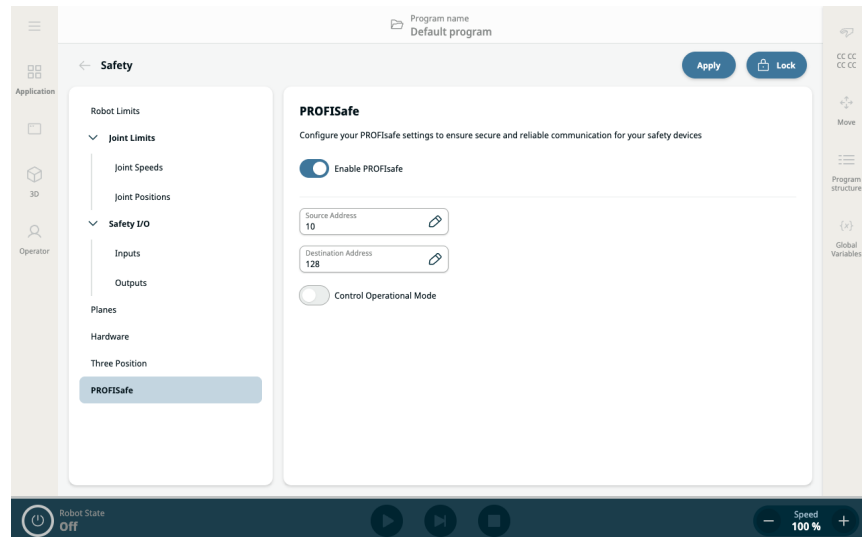 Program name
Default program
Safety
Apply
Lock
Application
3D
Operator
Robot Limits
Joint Limits
Joint Speeds
Joint Positions
Safety I/O
Inputs
Outputs
Planes
Hardware
Three Position
PROFISafe
PROFISafe
Configure your PROFIsafe settings to ensure secure and reliable communication for your safety devices
Enable PROFIsafe
Source Address
10
Destination Address
128
Control Operational Mode
CC CC
CC CC
Move
Program
structure
{x}
Global
Variables
Robot State
Off
Speed
100 %